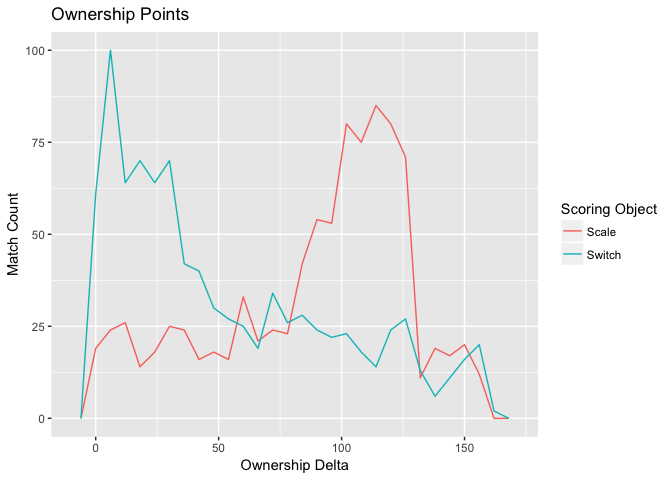 Ownership Points
100
75
50
25
0
Match Count
0 50 100 150
Ownership Delta
Scoring Object
Scale
Switch